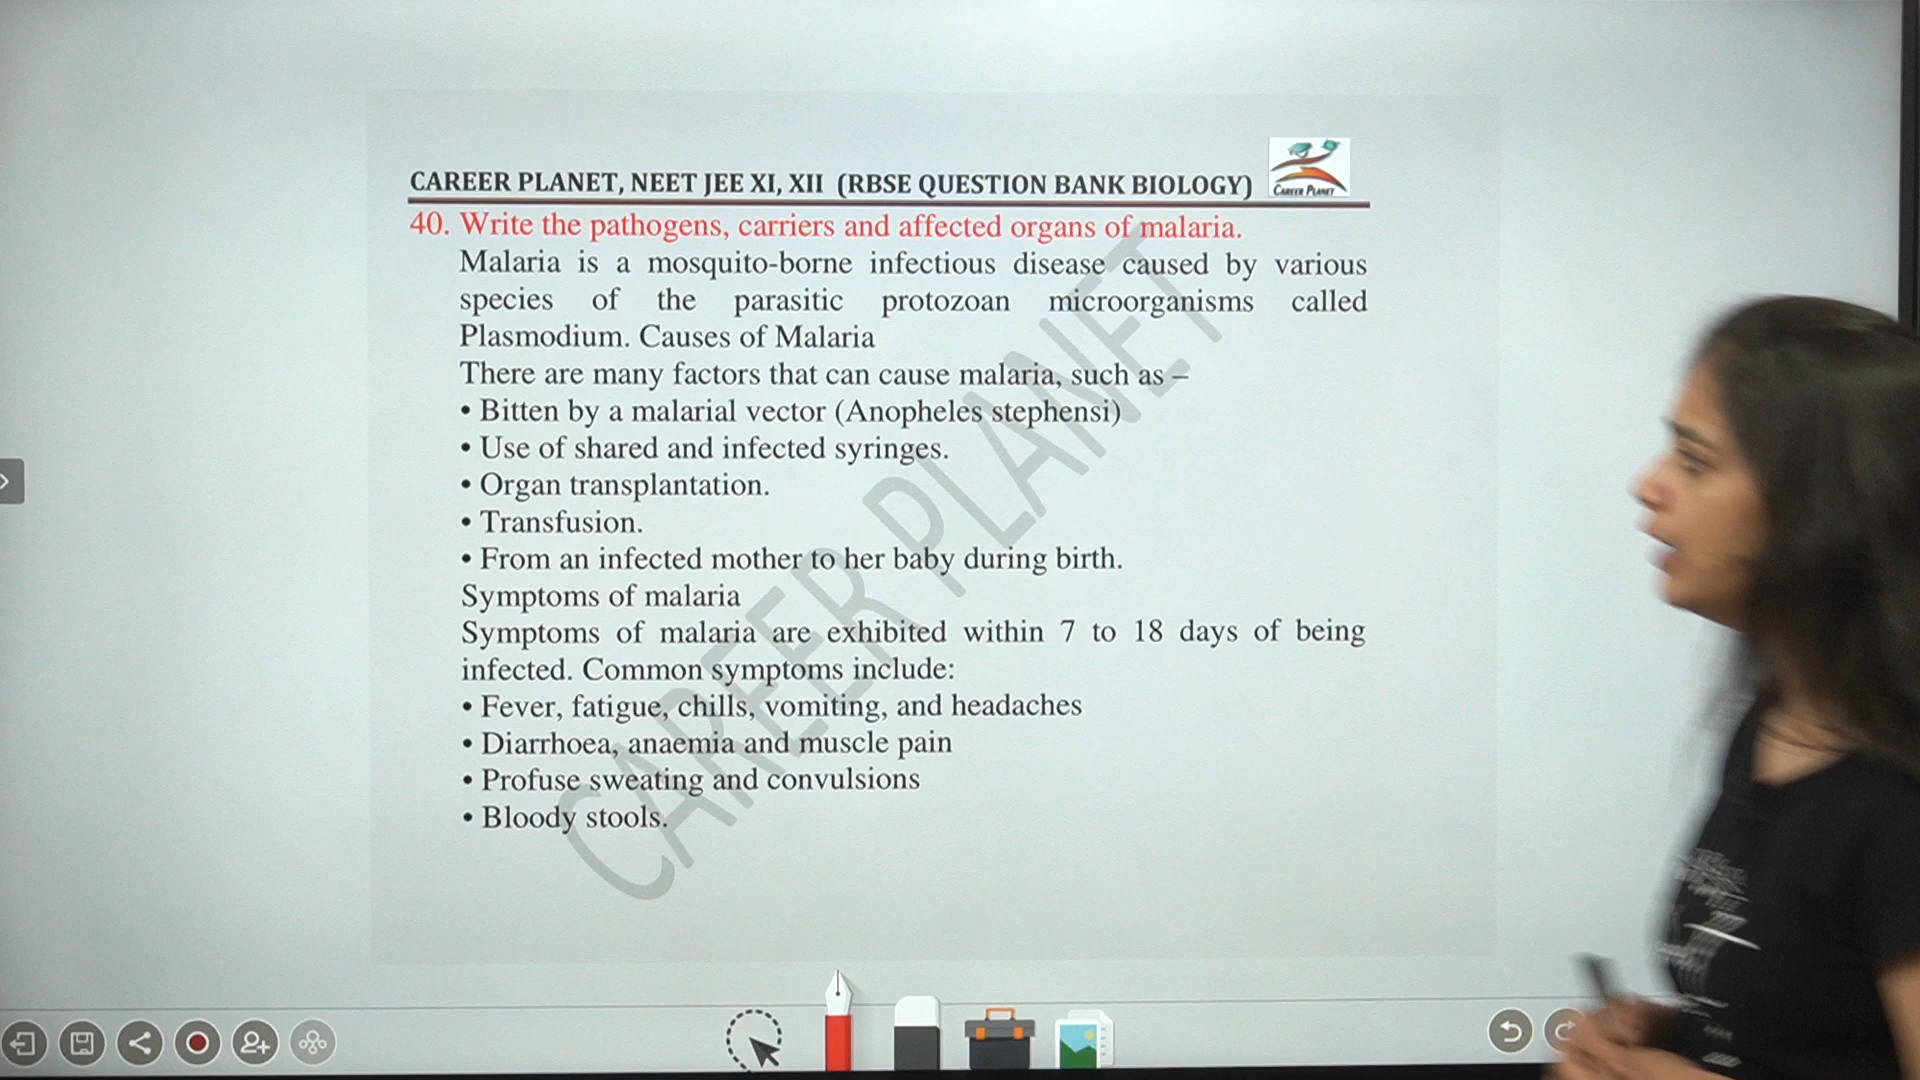 CAREER PLANET, NEET JEE XI, XII (RBSE QUESTION BANK BIOLOGY)
CAREER PLANET
40. Write the pathogens, carriers and affected organs of malaria.
Malaria is a mosquito-borne infectious disease caused by various
species of the parasitic protozoan microorganisms called
Plasmodium. Causes of Malaria
There are many factors that can cause malaria, such as –
• Bitten by a malarial vector (Anopheles stephensi)
• Use of shared and infected syringes.
• Organ transplantation.
• Transfusion.
• From an infected mother to her baby during birth.
Symptoms of malaria
Symptoms of malaria are exhibited within 7 to 18 days of being
infected. Common symptoms include:
• Fever, fatigue, chills, vomiting, and headaches
• Diarrhoea, anaemia and muscle pain
• Profuse sweating and convulsions
• Bloody stools.
CAREER PLANET